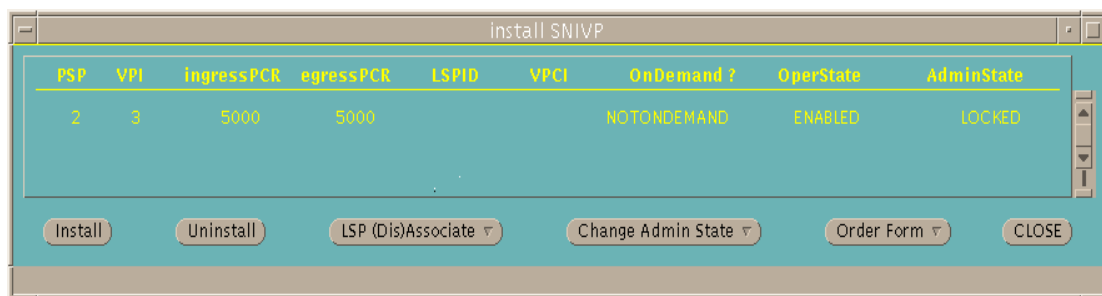 install SNIVP
PSP VPI ingressPCR egressPCR LSPID VPCI OnDemand ? OperState AdminState
2 3 5000 5000 NOTONDEMAND ENABLED LOCKED
Install Uninstall LSP (Dis)Associate Change Admin State Order Form CLOSE